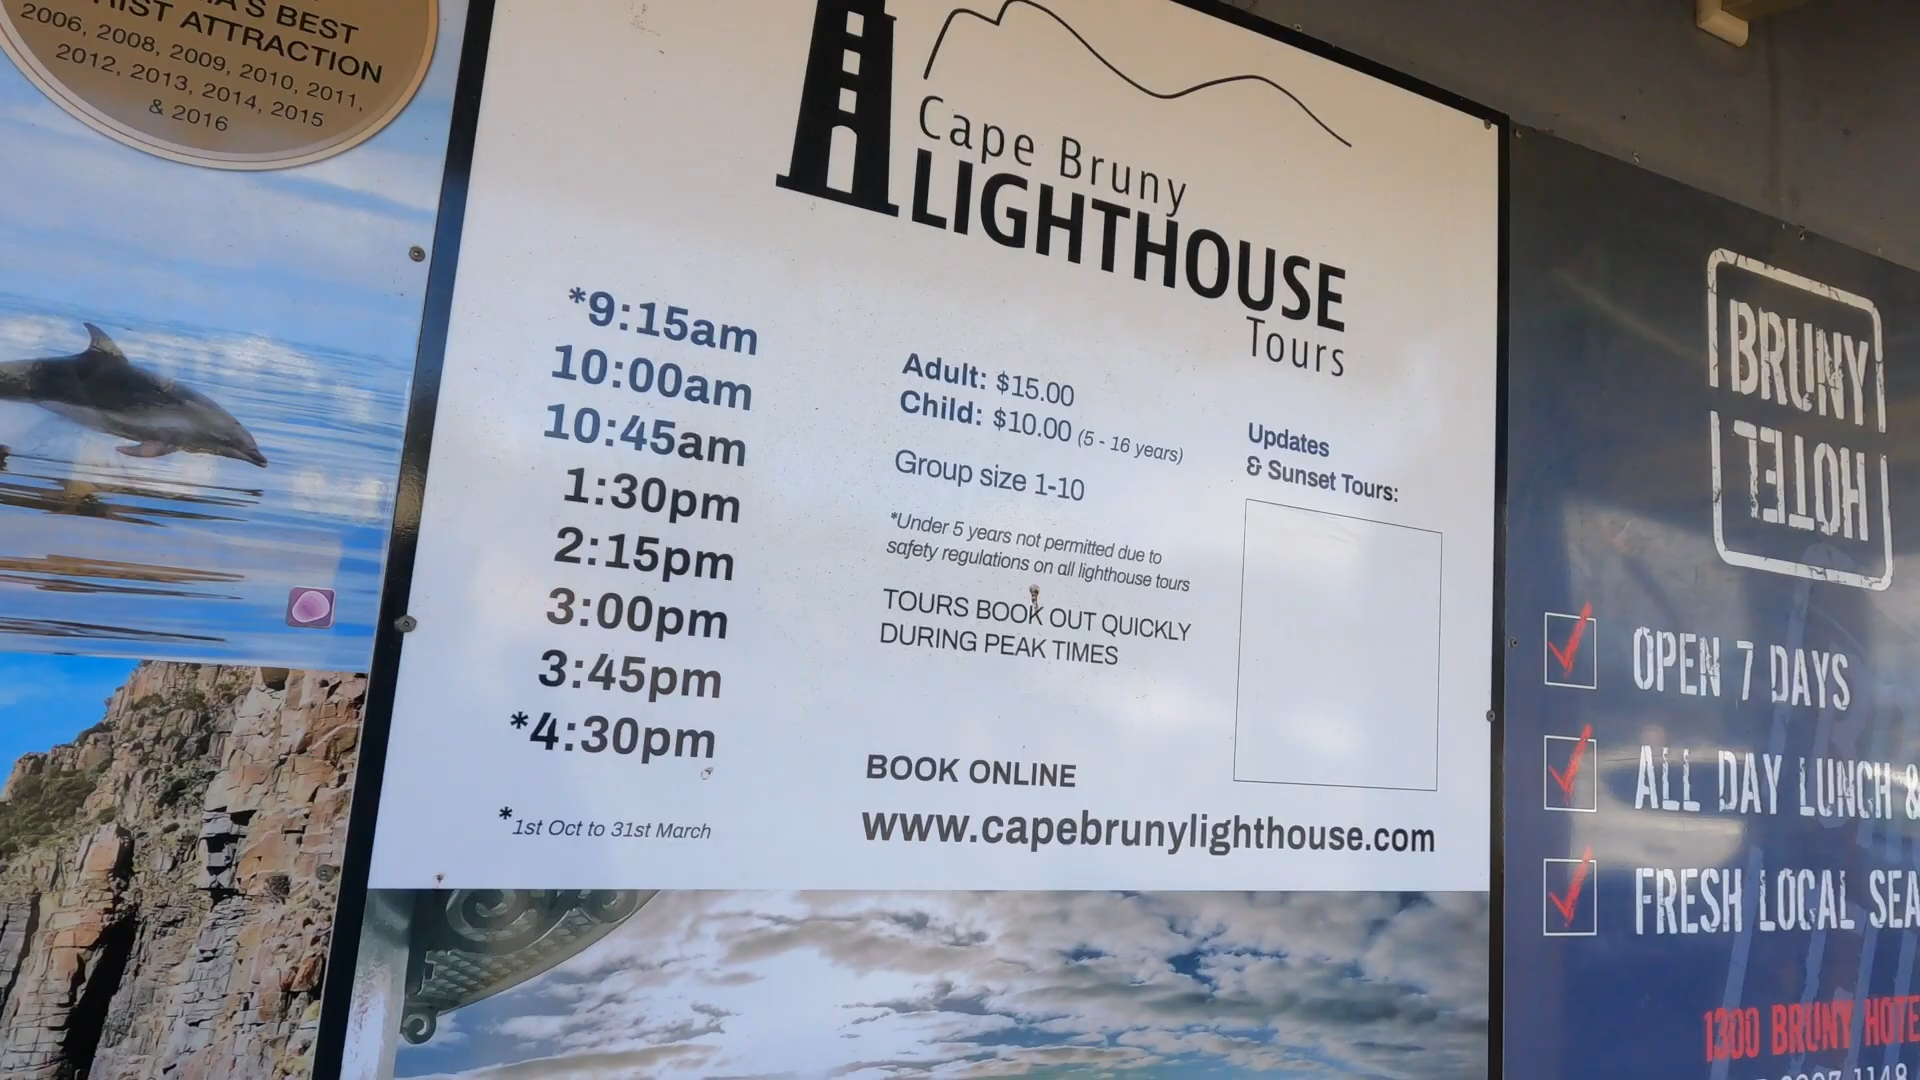 A'S BEST
IST ATTRACTION
2006, 2008, 2009, 2010, 2011,
2012, 2013, 2014, 2015
& 2016
Cape Bruny
LIGHTHOUSE
Tours
*9:15am
10:00am
10:45am
1:30pm
2:15pm
3:00pm
3:45pm
*4:30pm
*1st Oct to 31st March
Adult: $15.00
Child: $10.00 (5 - 16 years)
Group size 1-10
*Under 5 years not permitted due to
safety regulations on all lighthouse tours
TOURS BOOK OUT QUICKLY
DURING PEAK TIMES
BOOK ONLINE
www.capebrunylighthouse.com
Updates
& Sunset Tours:
BRUNY
HOTEL
OPEN 7 DAYS
ALL DAY LUNCH &
FRESH LOCAL SEA
1300 BRUNY HOTE